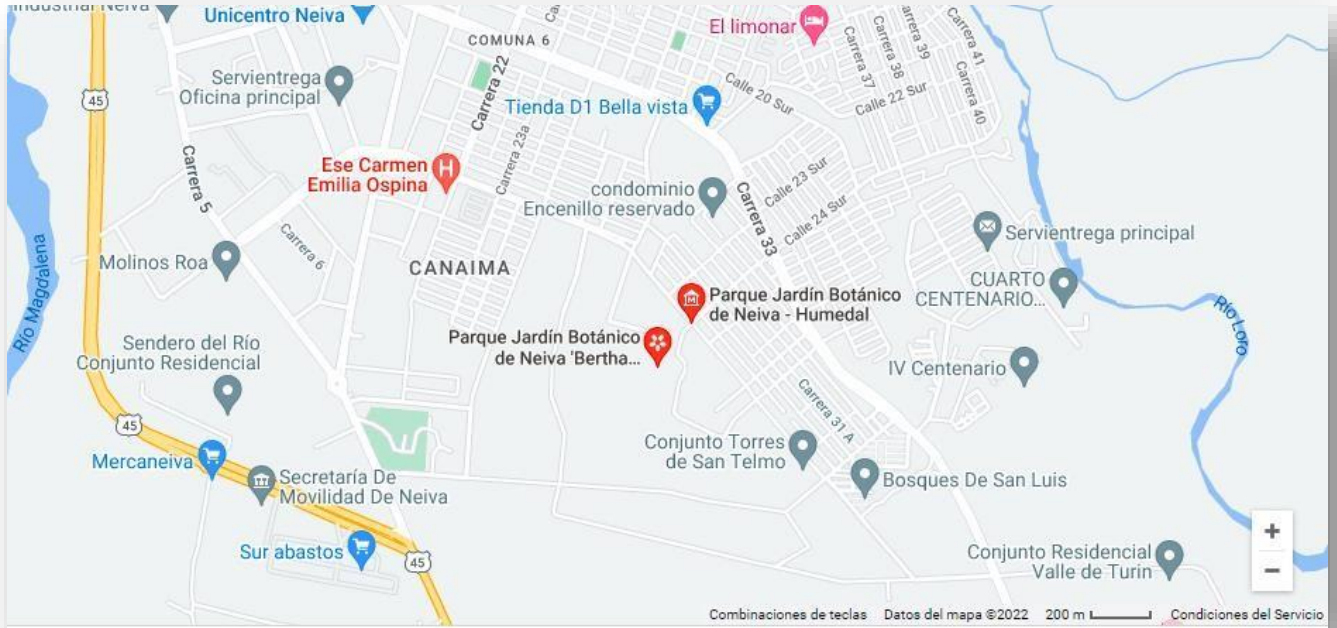 Industrial Neiva
Unicentro Neiva
El limonar
COMUNA 6
Carrera 37
Carrera 38
Carrera 39
Carrera 41
Carrera 40
Servientrega
Oficina principal
Carrera 22
Calle 20 Sur
Calle 22 Sur
45
Tienda D1 Bella vista
Carrera 23a
Carrera 5
Ese Carmen
Emilia Ospina
H
condominio
Encenillo reservado
Calle 23 Sur
Carrera 33
Calle 24 Sur
Servientrega principal
Carrera 6
Molinos Roa
CANAIMA
CUARTO
CENTENARIO...
Río Magdalena
Parque Jardín Botánico
de Neiva - Humedal
Río Loro
Parque Jardín Botánico
de Neiva 'Bertha...
Sendero del Río
Conjunto Residencial
IV Centenario
Carrera 31 A
45
Conjunto Torres
de San Telmo
Mercaneiva
Secretaría De
Movilidad De Neiva
Bosques De San Luis
Sur abastos
45
Conjunto Residencial
Valle de Turin
+
−
Combinaciones de teclas Datos del mapa ©2022 200 m Condiciones del Servicio